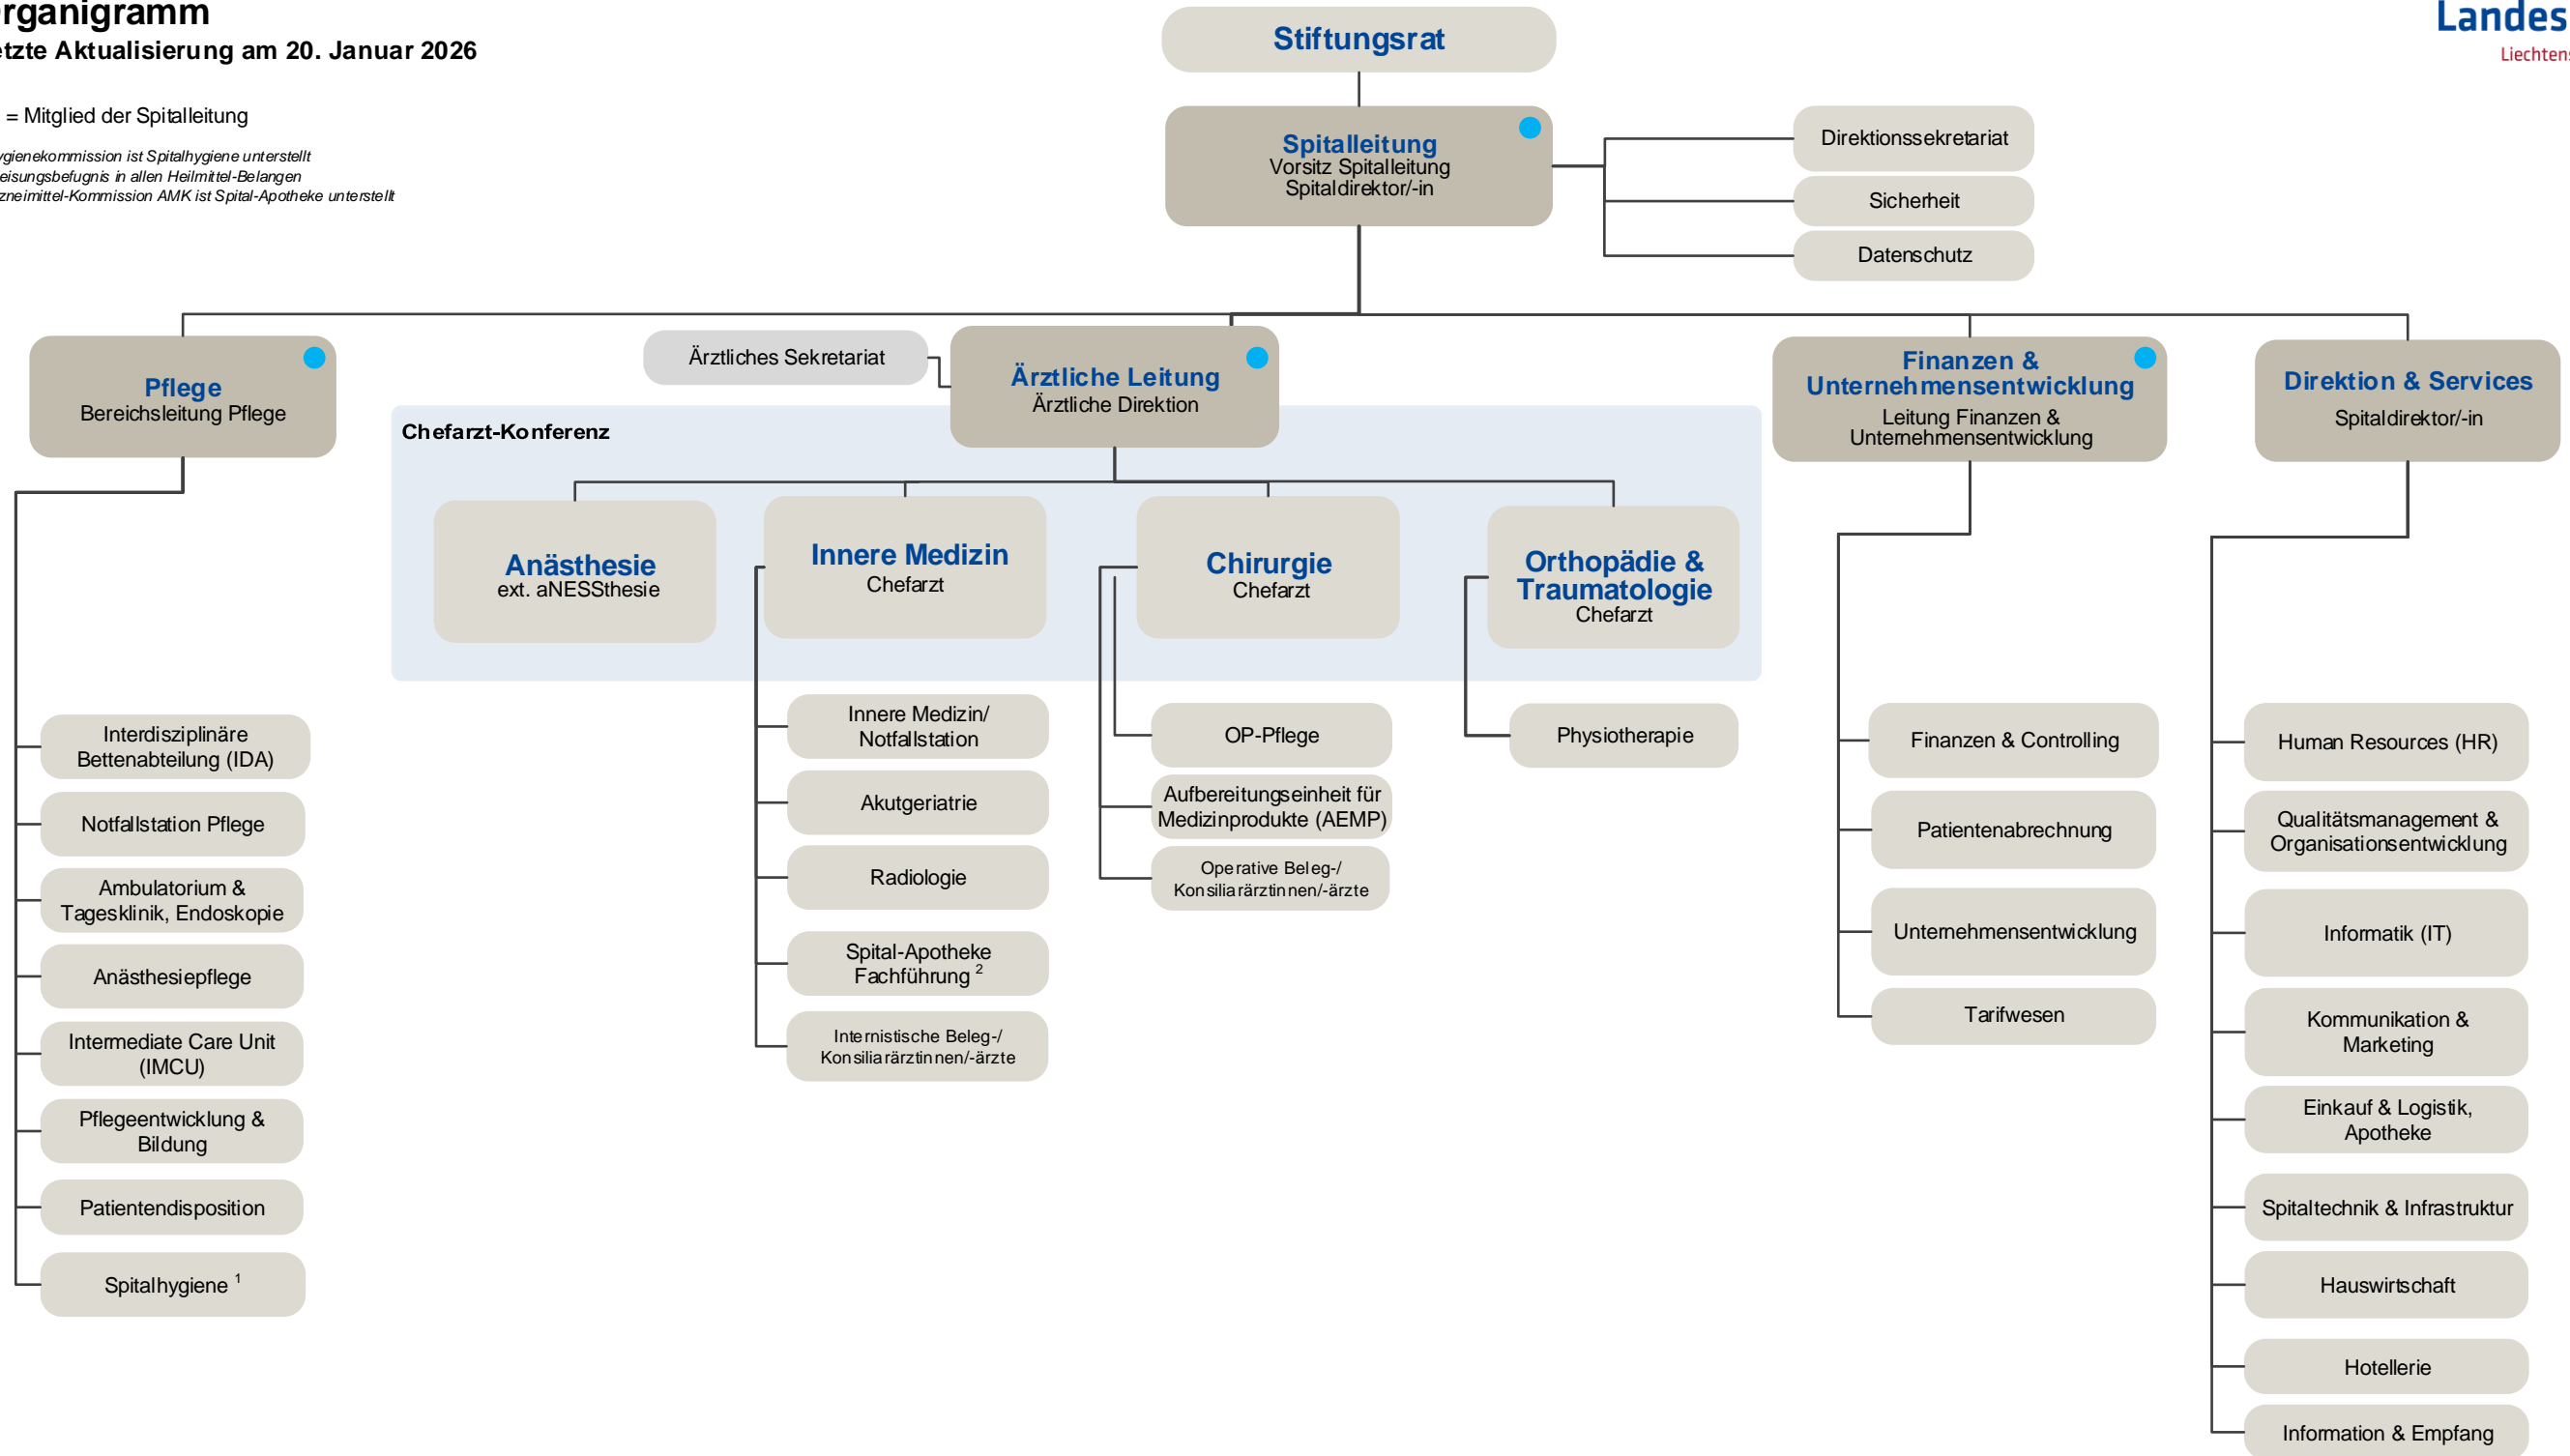 rganigramm
etzte Aktualisierung am 20. Januar 2026
= Mitglied der Spitalleitung
ygienekommission ist Spitalhygiene unterstellt
eisungsbefugnis in allen Heilmittel-Belangen
zneimittel-Kommission AMK ist Spital-Apotheke unterstellt
Landes
Liechtens
Stiftungsrat
Spitalleitung
Vorsitz Spitalleitung
Spitaldirektor/-in
Direktionssekretariat
Sicherheit
Datenschutz
Pflege
Bereichsleitung Pflege
Ärztliches Sekretariat
Ärztliche Leitung
Ärztliche Direktion
Finanzen &
Unternehmensentwicklung
Leitung Finanzen &
Unternehmensentwicklung
Direktion & Services
Spitaldirektor/-in
Chefarzt-Konferenz
Anästhesie
ext. aNESSthesie
Innere Medizin
Chefarzt
Chirurgie
Chefarzt
Orthopädie &
Traumatologie
Chefarzt
Interdisziplinäre
Bettenabteilung (IDA)
Notfallstation Pflege
Ambulatorium &
Tagesklinik, Endoskopie
Anästhesiepflege
Intermediate Care Unit
(IMCU)
Pflegeentwicklung &
Bildung
Patientendisposition
Spitalhygiene 1
Innere Medizin/
Notfallstation
Akutgeriatrie
Radiologie
Spital-Apotheke
Fachführung 2
Internistische Beleg-/
Konsiliarärztinnen/-ärzte
OP-Pflege
Aufbereitungseinheit für
Medizinprodukte (AEMP)
Operative Beleg-/
Konsiliarärztinnen/-ärzte
Physiotherapie
Finanzen & Controlling
Patientenabrechnung
Unternehmensentwicklung
Tarifwesen
Human Resources (HR)
Qualitätsmanagement &
Organisationsentwicklung
Informatik (IT)
Kommunikation &
Marketing
Einkauf & Logistik,
Apotheke
Spitaltechnik & Infrastruktur
Hauswirtschaft
Hotellerie
Information & Empfang